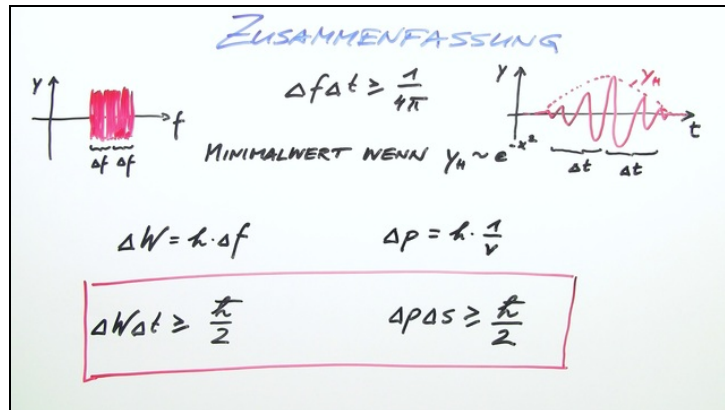 ZUSAMMENFASSUNG
Y
f
Δf Δf
ΔfΔt ≥ 1/4π
Y
Y_H
t
Δt Δt
MINIMALWERT WENN Y_H ~ e^-x²
ΔW = h · Δf
Δp = h · 1/v
ΔWΔt ≥ ħ/2
ΔpΔs ≥ ħ/2